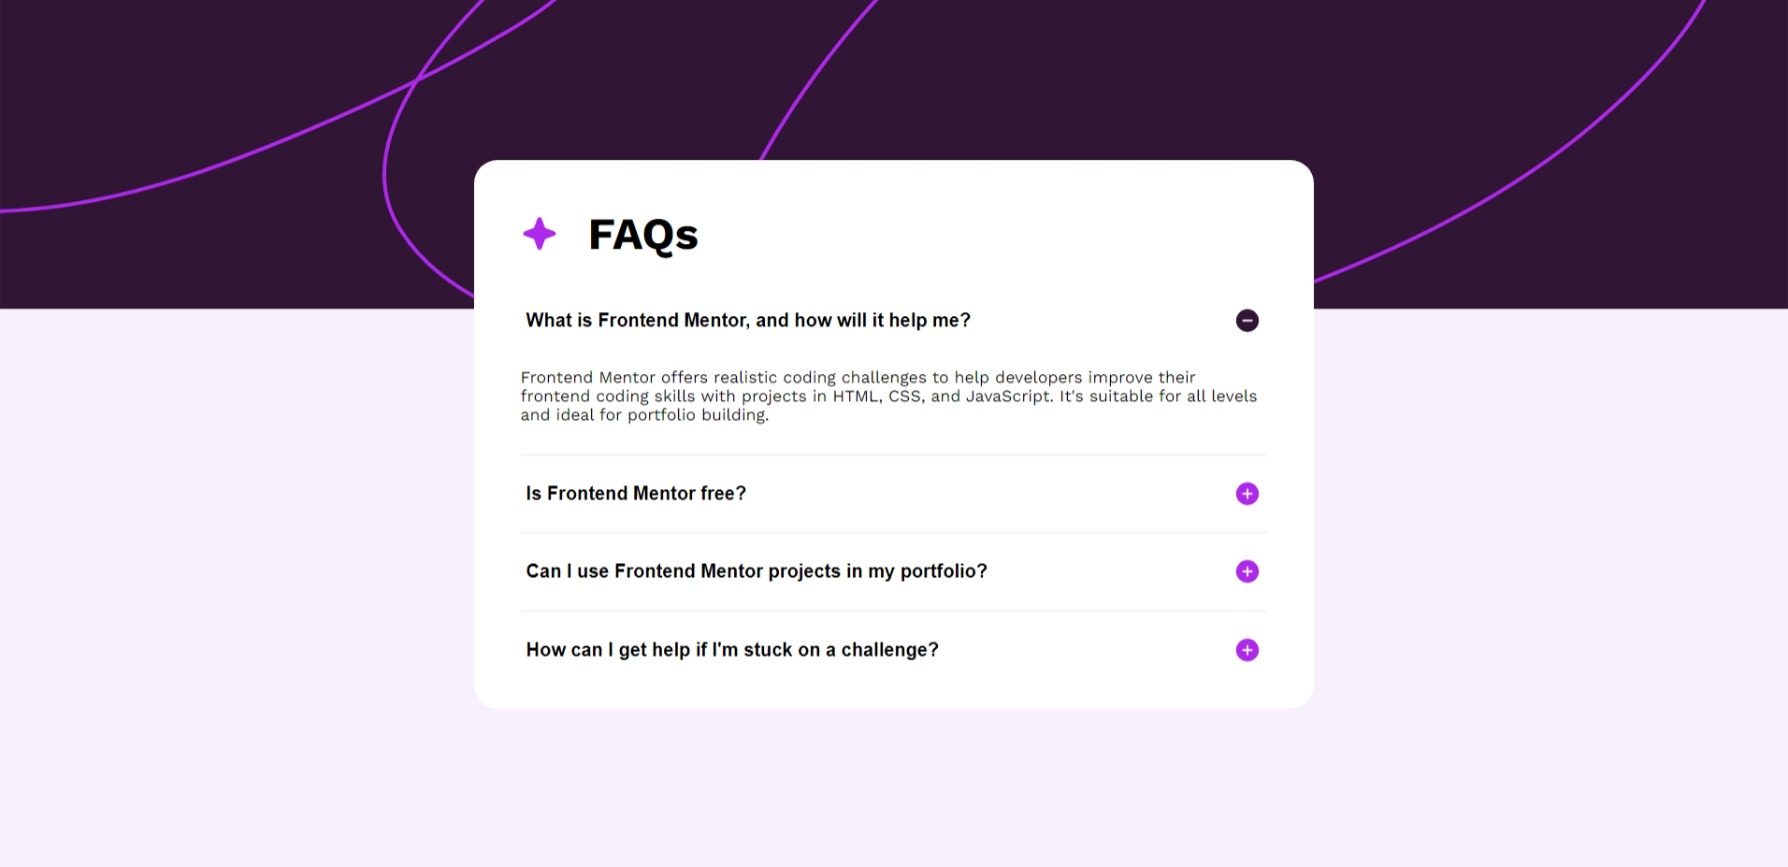 FAQs
What is Frontend Mentor, and how will it help me?
Frontend Mentor offers realistic coding challenges to help developers improve their
frontend coding skills with projects in HTML, CSS, and JavaScript. It's suitable for all levels
and ideal for portfolio building.
Is Frontend Mentor free?
Can I use Frontend Mentor projects in my portfolio?
How can I get help if I'm stuck on a challenge?